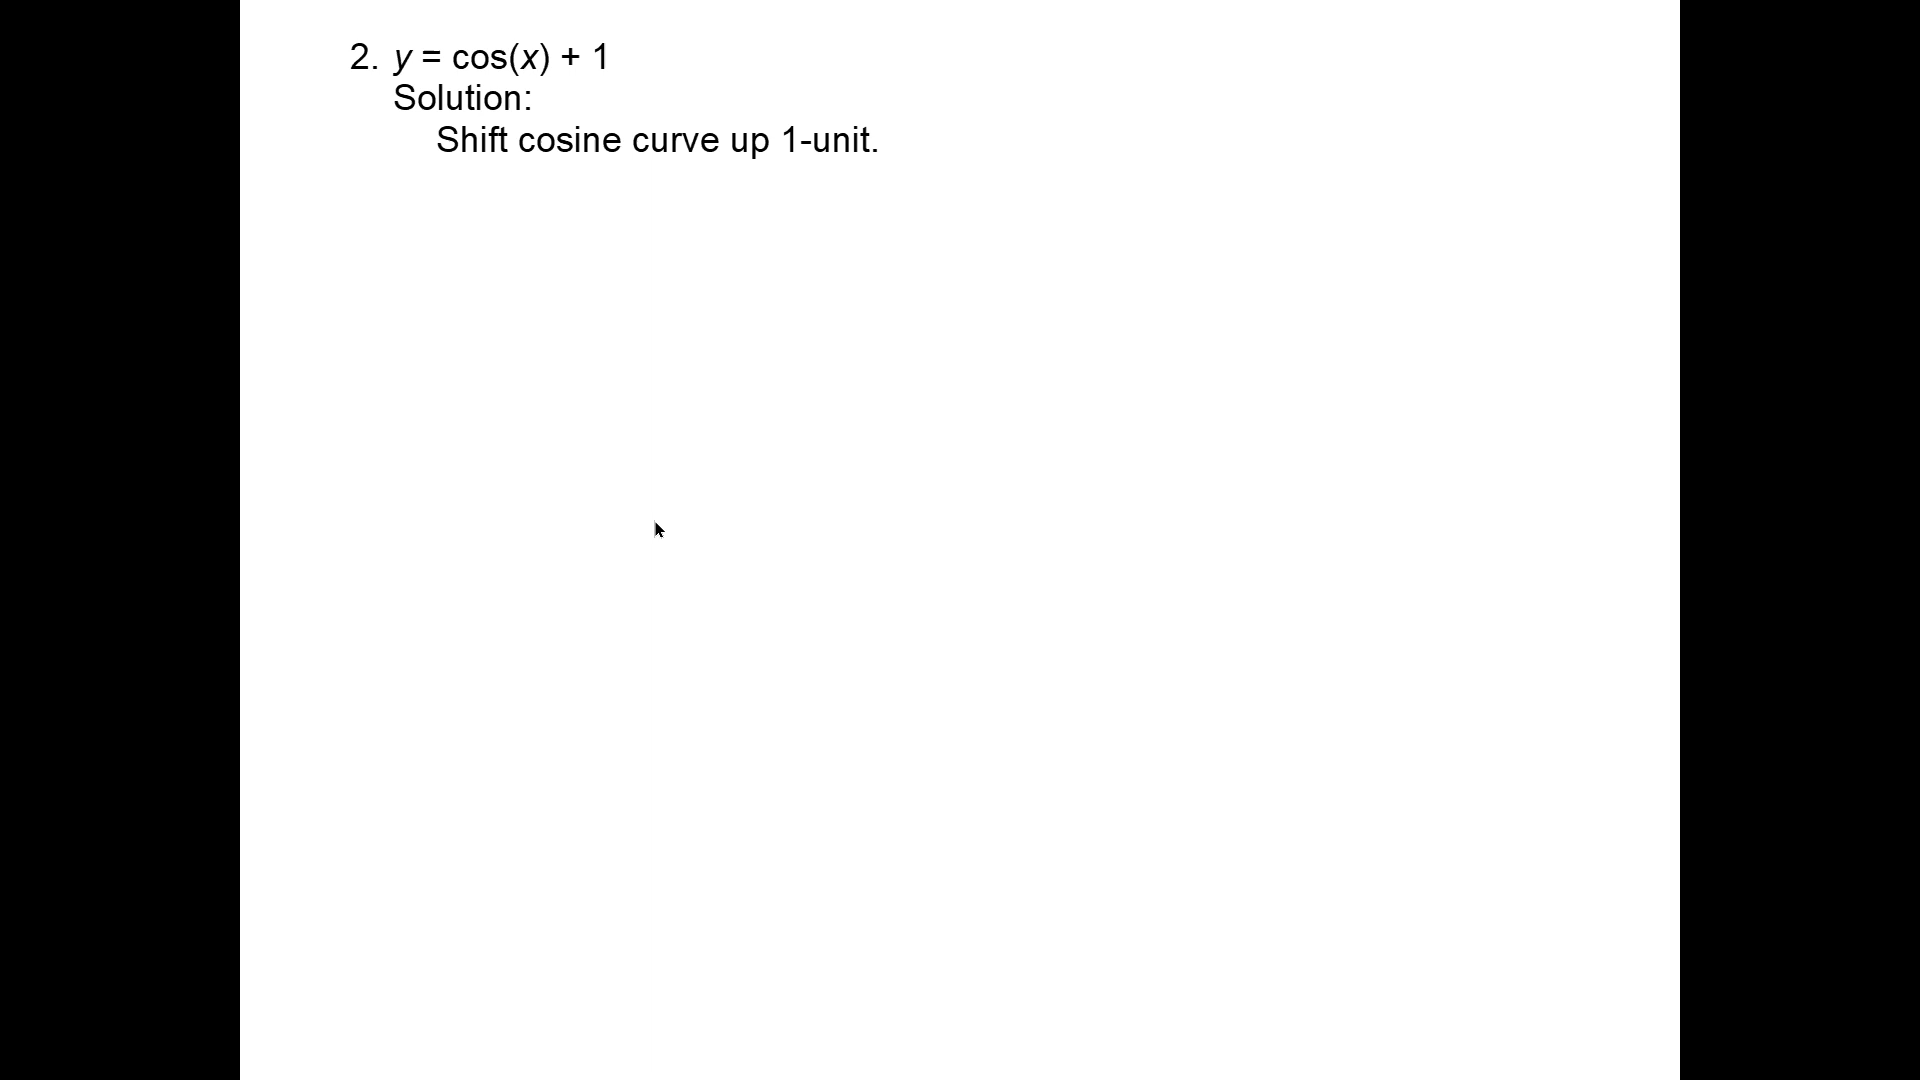 2. y = cos(x) + 1
Solution:
Shift cosine curve up 1-unit.